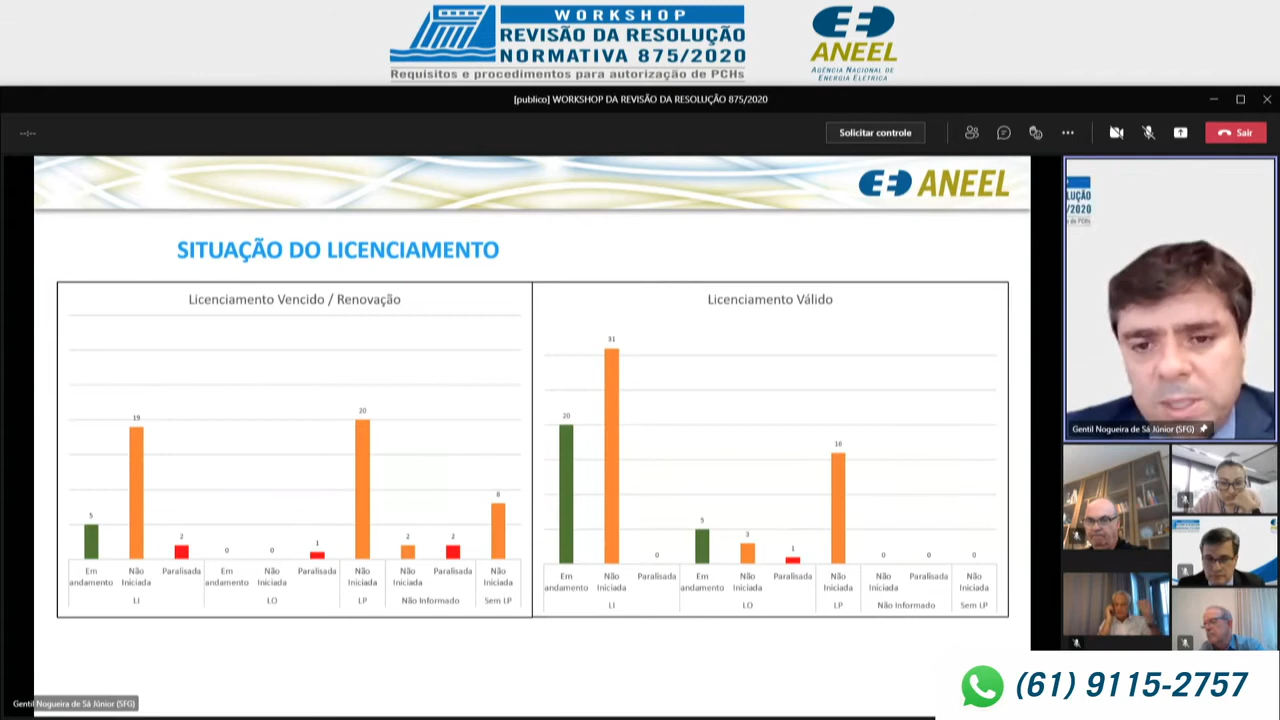 WORKSHOP
REVISÃO DA RESOLUÇÃO
NORMATIVA 875/2020
Requisitos e procedimentos para autorização de PCHs
ANEEL
AGÊNCIA NACIONAL DE
ENERGIA ELÉTRICA
[publico] WORKSHOP DA REVISÃO DA RESOLUÇÃO 875/2020
--:--
Solicitar controle
Sair
ANEEL
SITUAÇÃO DO LICENCIAMENTO
Licenciamento Vencido / Renovação
5
19
2
0
0
1
20
2
2
8
Em andamento
Não Iniciada
Paralisada
Em andamento
Não Iniciada
Paralisada
Não Iniciada
Não Iniciada
Paralisada
Não Iniciada
LI
LO
LP
Não Informado
Sem LP
Licenciamento Válido
20
31
0
5
3
1
16
0
0
0
Em andamento
Não Iniciada
Paralisada
Em andamento
Não Iniciada
Paralisada
Não Iniciada
Não Iniciada
Paralisada
Não Iniciada
LI
LO
LP
Não Informado
Sem LP
LUÇÃO
/2020
de PCHs
Gentil Nogueira de Sá Júnior (SFG)
Gentil Nogueira de Sá Júnior (SFG)
(61) 9115-2757